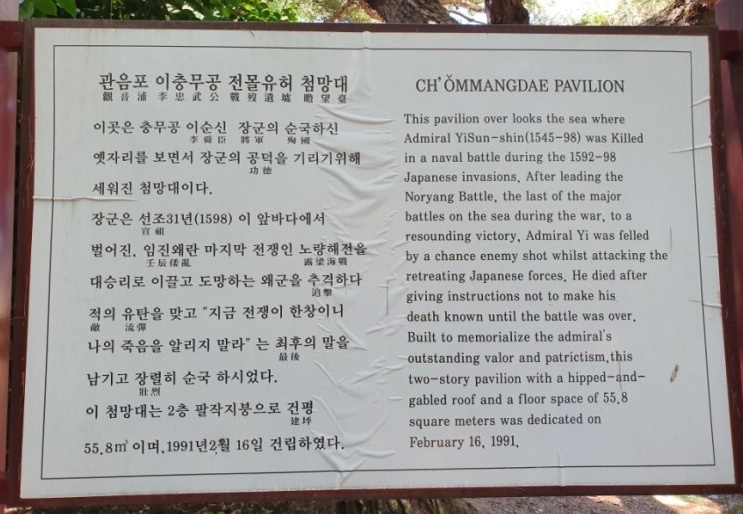 관음포 이충무공 전몰유허 첨망대
觀音浦 李忠武公 戰歿遺墟 瞻望臺
이곳은 충무공 이순신 장군의 순국하신
李舜臣 將軍 殉國
옛자리를 보면서 장군의 공덕을 기리기위해
功德
세워진 첨망대이다.
장군은 선조31년(1598) 이 앞바다에서
宣祖
벌어진, 임진왜란 마지막 전쟁인 노량해전을
壬辰倭亂 露梁海戰
대승리로 이끌고 도망하는 왜군을 추격하다
追擊
적의 유탄을 맞고 "지금 전쟁이 한창이니
敵 流彈
나의 죽음을 알리지 말라" 는 최후의 말을
最後
남기고 장렬히 순국 하시었다.
壯烈
이 첨망대는 2층 팔작지붕으로 건평
建坪
55.8㎡ 이며,1991년2월 16일 건립하였다.
CH'ŎMMANGDAE PAVILION
This pavilion over looks the sea where
Admiral YiSun-shin(1545-98) was Killed
in a naval battle during the 1592-98
Japanese invasions. After leading the
Noryang Battle, the last of the major
battles on the sea during the war, to a
resounding victory, Admiral Yi was felled
by a chance enemy shot whilst attacking the
retreating Japanese forces. He died after
giving instructions not to make his
death known until the battle was over.
Built to memorialize the admiral's
outstanding valor and patrictism,this
two-story pavilion with a hipped-and-
gabled roof and a floor space of 55.8
square meters was dedicated on
February 16, 1991.